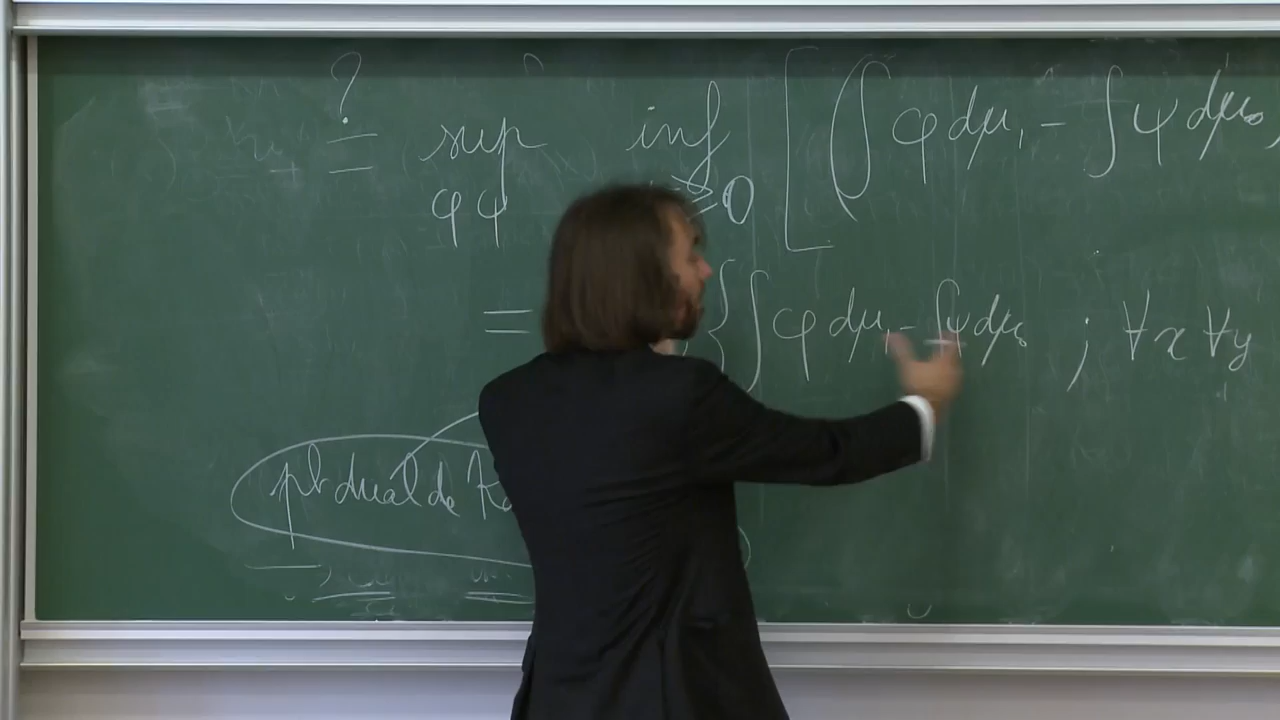 ? = sup inf [ ( ∫ φ dμ₁ - ∫ ψ dμ₀
φ ψ ≥ 0
= { ∫ φ dμ₁ - ∫ ψ dμ₀ ; ∀x ∀y
pb dual de